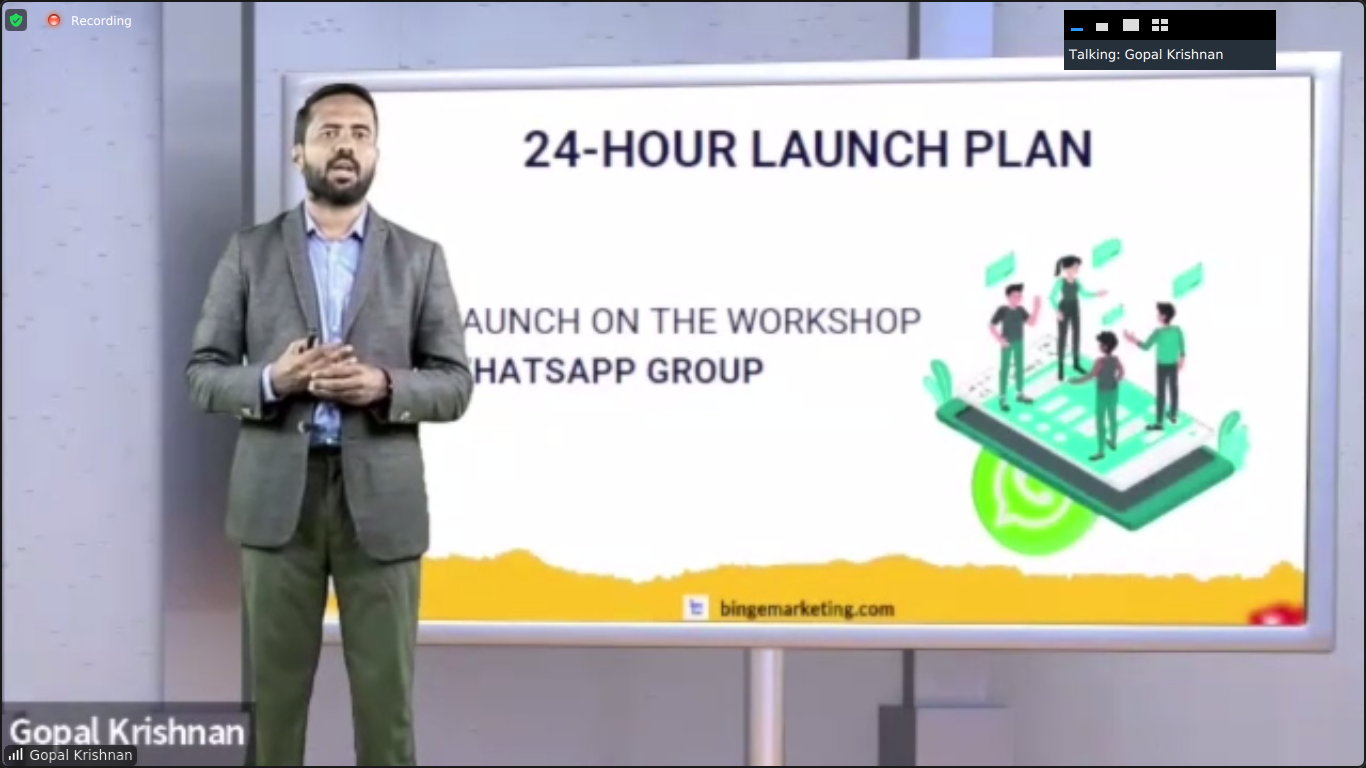 Recording
Talking: Gopal Krishnan
24-HOUR LAUNCH PLAN
AUNCH ON THE WORKSHOP
HATSAPP GROUP
bingemarketing.com
Gopal Krishnan
Gopal Krishnan